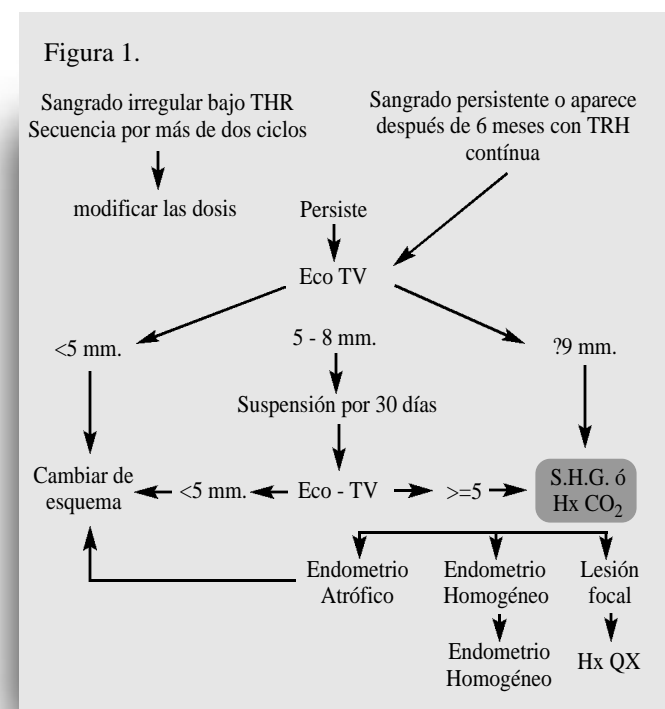 Figura 1.
Sangrado irregular bajo THR
Secuencia por más de dos ciclos
Sangrado persistente o aparece
después de 6 meses con TRH
contínua
modificar las dosis
Persiste
Eco TV
<5 mm.
5 - 8 mm.
?9 mm.
Suspensión por 30 días
Cambiar de
esquema
<5 mm.
Eco - TV
>=5
S.H.G. ó
Hx CO2
Endometrio
Atrófico
Endometrio
Homogéneo
Lesión
focal
Endometrio
Homogéneo
Hx QX